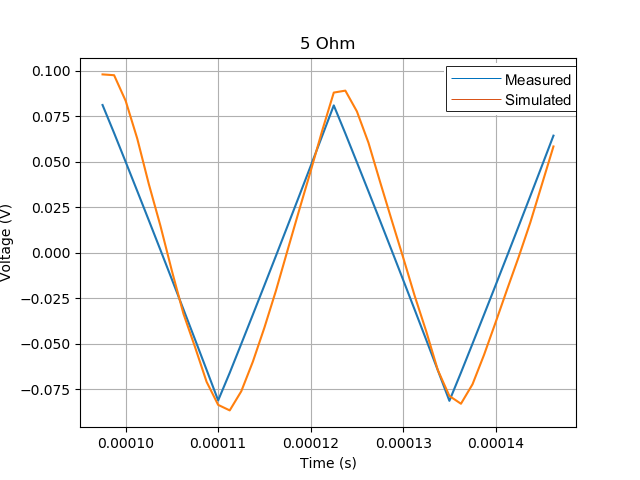 5 Ohm
Measured
Simulated
Voltage (V)
0.100
0.075
0.050
0.025
0.000
−0.025
−0.050
−0.075
0.00010
0.00011
0.00012
0.00013
0.00014
Time (s)